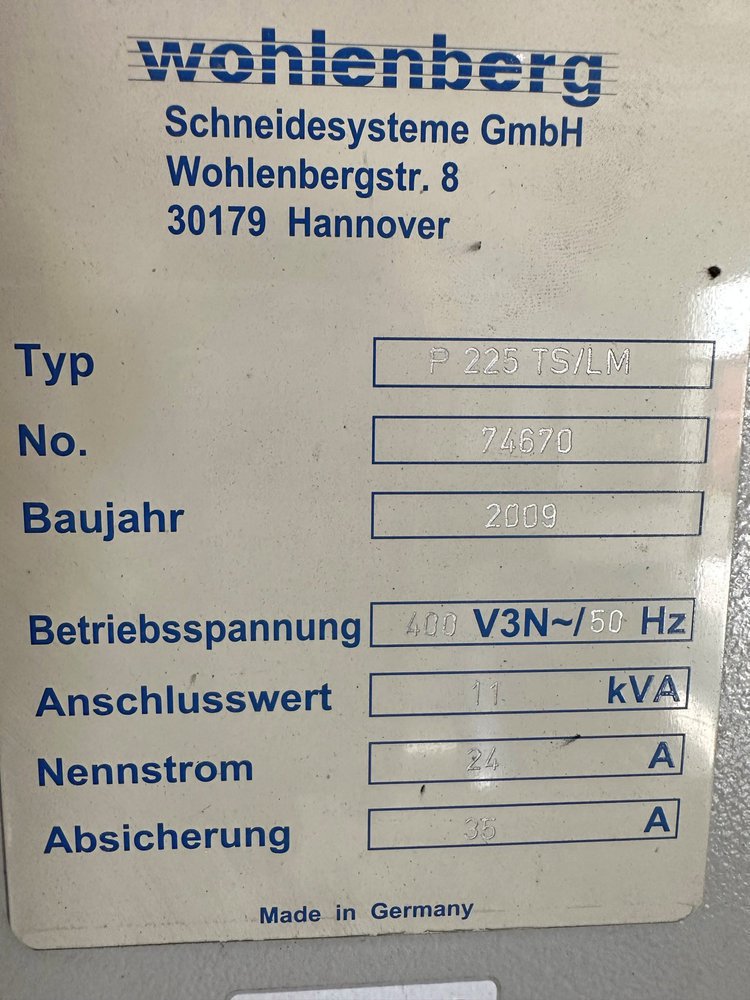 wohlenberg
Schneidesysteme GmbH
Wohlenbergstr. 8
30179 Hannover
Typ P 225 TS/LM
No. 74670
Baujahr 2009
Betriebsspannung 400 V3N~/50 Hz
Anschlusswert 11 kVA
Nennstrom 24 A
Absicherung 35 A
Made in Germany